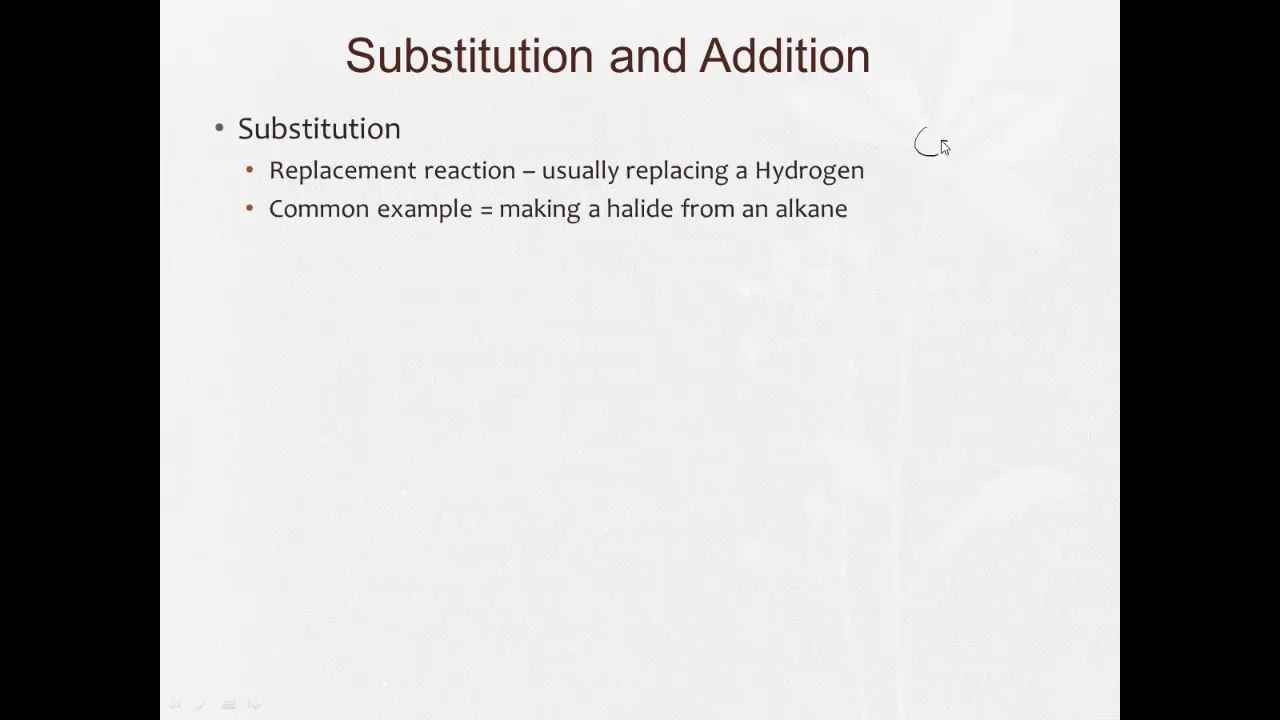 Substitution and Addition
• Substitution
• Replacement reaction – usually replacing a Hydrogen
• Common example = making a halide from an alkane
C